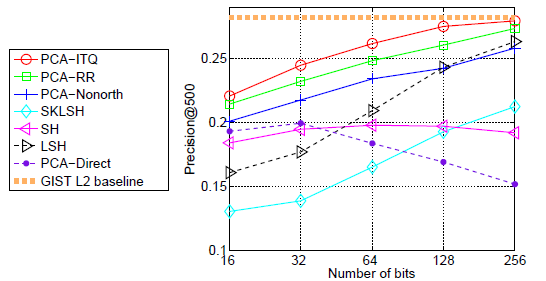 PCA−ITQ
PCA−RR
PCA−Nonorth
SKLSH
SH
LSH
PCA−Direct
GIST L2 baseline
Precision@500
0.25
0.2
0.15
0.1
16 32 64 128 256
Number of bits